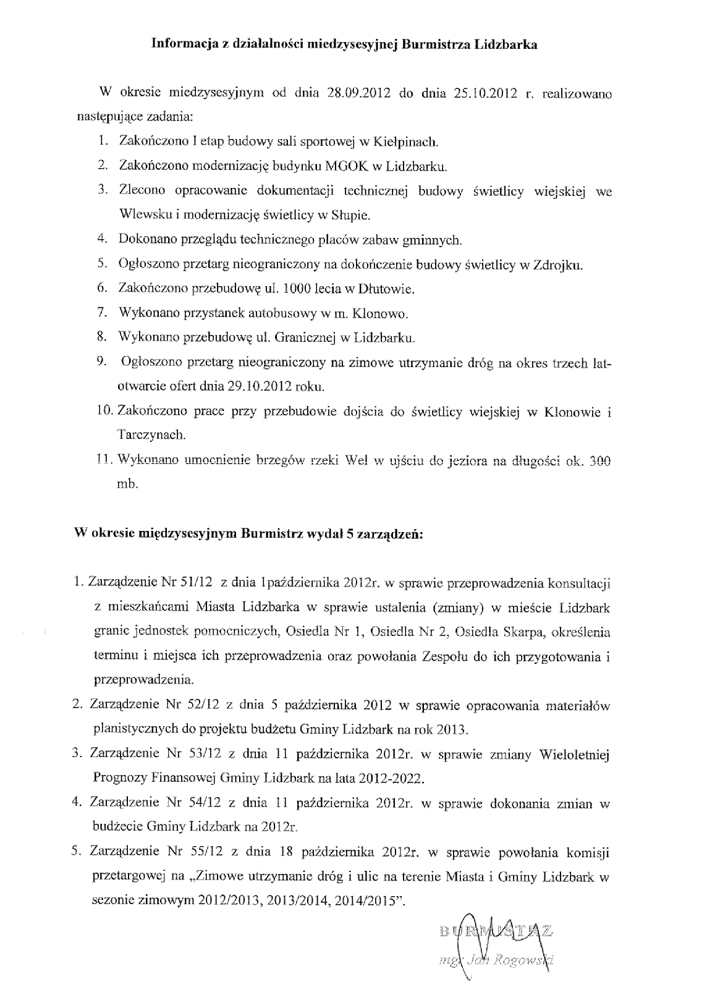 Informacja z działalności miedzysesyjnej Burmistrza Lidzbarka
W okresie miedzysesyjnym od dnia 28.09.2012 do dnia 25.10.2012 r. realizowano
następujące zadania:
1. Zakończono I etap budowy sali sportowej w Kiełpinach.
2. Zakończono modernizację budynku MGOK w Lidzbarku.
3. Zlecono opracowanie dokumentacji technicznej budowy świetlicy wiejskiej we
Wlewsku i modernizację świetlicy w Słupie.
4. Dokonano przeglądu technicznego placów zabaw gminnych.
5. Ogłoszono przetarg nieograniczony na dokończenie budowy świetlicy w Zdrojku.
6. Zakończono przebudowę ul. 1000 lecia w Dłutowie.
7. Wykonano przystanek autobusowy w m. Klonowo.
8. Wykonano przebudowę ul. Granicznej w Lidzbarku.
9. Ogłoszono przetarg nieograniczony na zimowe utrzymanie dróg na okres trzech lat-
otwarcie ofert dnia 29.10.2012 roku.
10. Zakończono prace przy przebudowie dojścia do świetlicy wiejskiej w Klonowie i
Tarczynach.
11. Wykonano umocnienie brzegów rzeki Wel w ujściu do jeziora na długości ok. 300
mb.
W okresie międzysesyjnym Burmistrz wydał 5 zarządzeń:
1. Zarządzenie Nr 51/12 z dnia 1października 2012r. w sprawie przeprowadzenia konsultacji
z mieszkańcami Miasta Lidzbarka w sprawie ustalenia (zmiany) w mieście Lidzbark
granic jednostek pomocniczych, Osiedla Nr 1, Osiedla Nr 2, Osiedla Skarpa, określenia
terminu i miejsca ich przeprowadzenia oraz powołania Zespołu do ich przygotowania i
przeprowadzenia.
2. Zarządzenie Nr 52/12 z dnia 5 października 2012 w sprawie opracowania materiałów
planistycznych do projektu budżetu Gminy Lidzbark na rok 2013.
3. Zarządzenie Nr 53/12 z dnia 11 października 2012r. w sprawie zmiany Wieloletniej
Prognozy Finansowej Gminy Lidzbark na lata 2012-2022.
4. Zarządzenie Nr 54/12 z dnia 11 października 2012r. w sprawie dokonania zmian w
budżecie Gminy Lidzbark na 2012r.
5. Zarządzenie Nr 55/12 z dnia 18 października 2012r. w sprawie powołania komisji
przetargowej na „Zimowe utrzymanie dróg i ulic na terenie Miasta i Gminy Lidzbark w
sezonie zimowym 2012/2013, 2013/2014, 2014/2015”.
BURMISTRZ
mgr Jan Rogowski